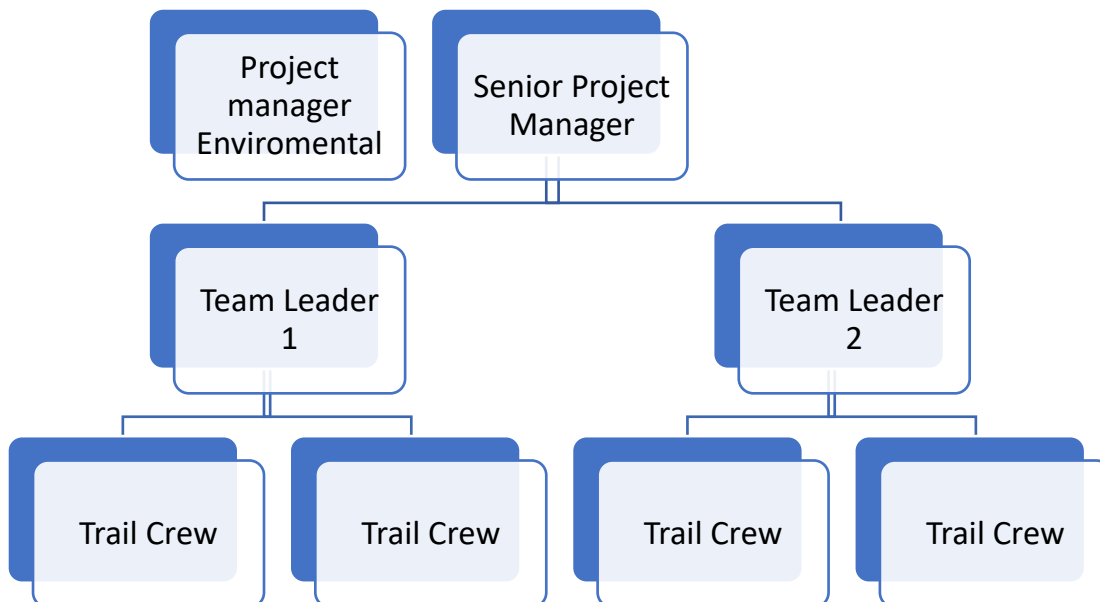 Project
manager
Enviromental
Senior Project
Manager
Team Leader
1
Team Leader
2
Trail Crew
Trail Crew
Trail Crew
Trail Crew